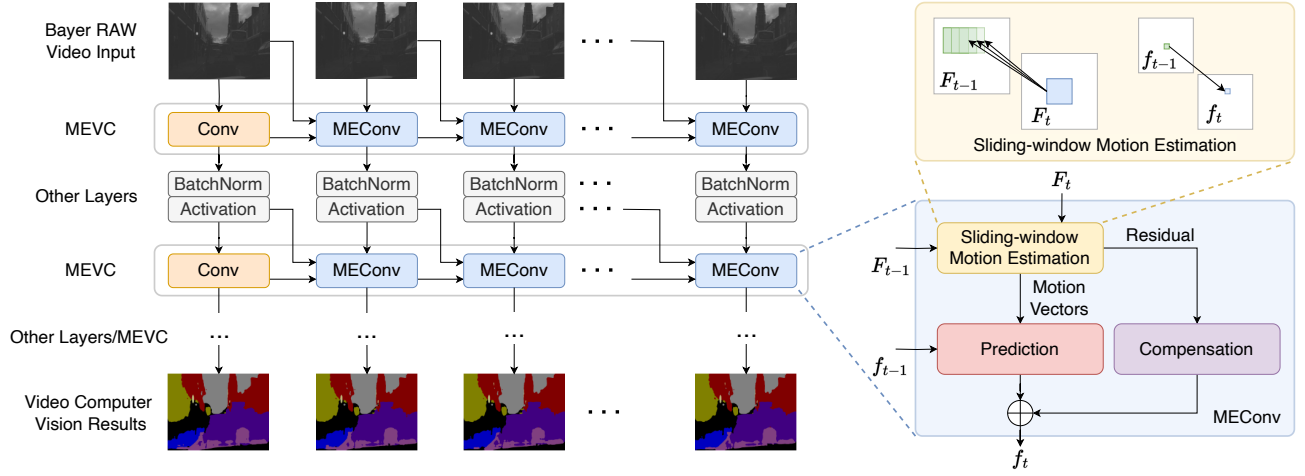 Bayer RAW
Video Input
. . .
MEVC
Conv
MEConv
MEConv
. . .
MEConv
Other Layers
BatchNorm
Activation
BatchNorm
Activation
BatchNorm
Activation
. . .
. . .
BatchNorm
Activation
MEVC
Conv
MEConv
MEConv
. . .
MEConv
Other Layers/MEVC
...
...
...
...
Video Computer
Vision Results
. . .
F_{t-1}
F_t
f_{t-1}
f_t
Sliding-window Motion Estimation
F_t
F_{t-1}
Sliding-window
Motion Estimation
Residual
Motion
Vectors
f_{t-1}
Prediction
Compensation
MEConv
f_t